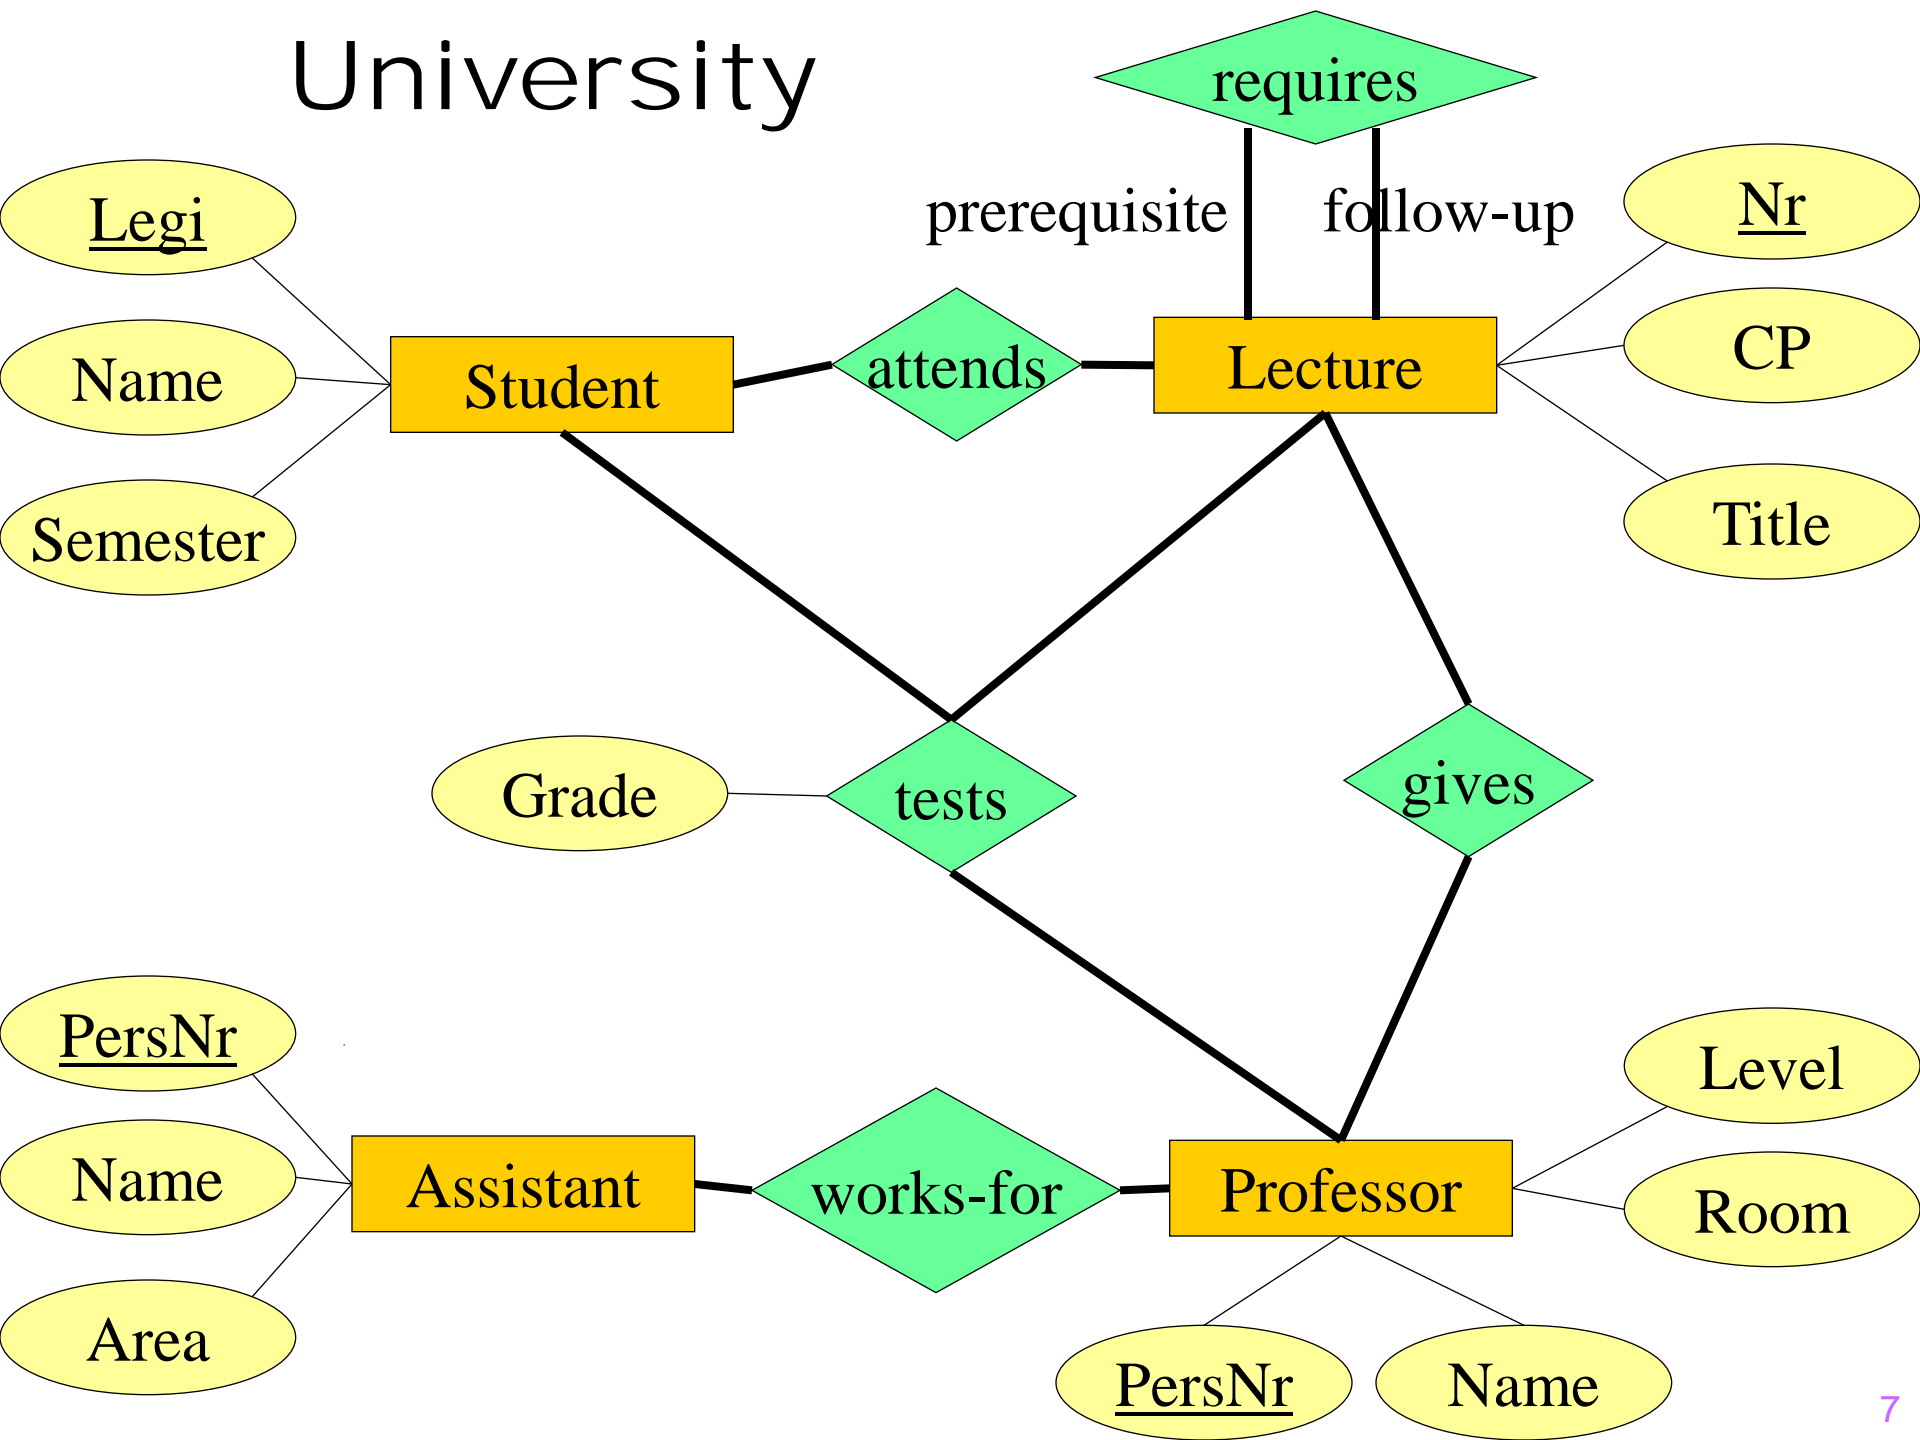 University
requires
prerequisite
follow-up
Legi
Nr
Name
Student
attends
Lecture
CP
Semester
Title
Grade
tests
gives
PersNr
Level
Name
Assistant
works-for
Professor
Room
Area
PersNr
Name
7